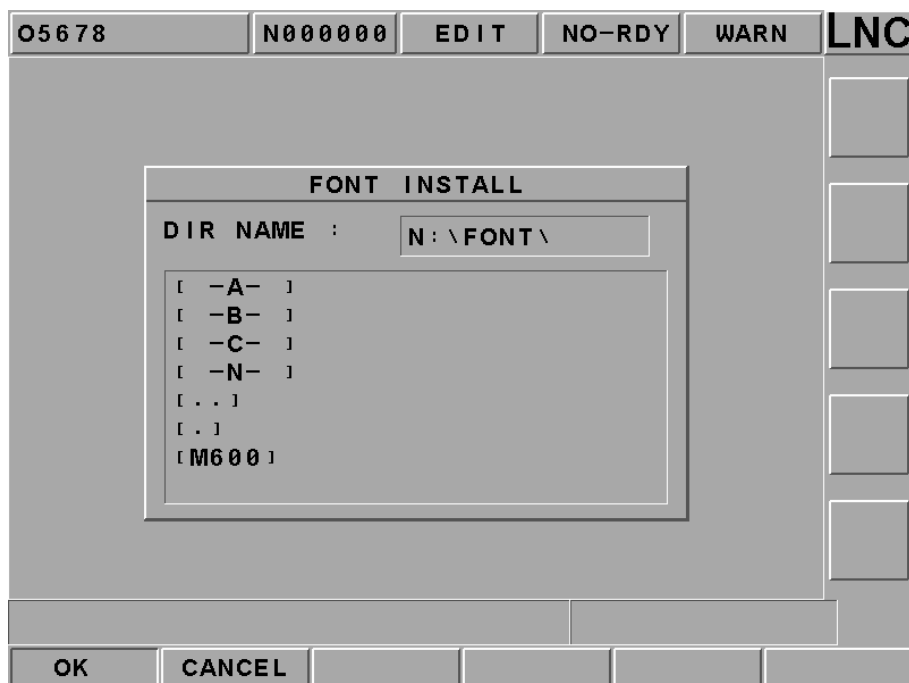 O5678 N000000 EDIT NO-RDY WARN LNC
FONT INSTALL
DIR NAME : N:\FONT\
[ -A- ]
[ -B- ]
[ -C- ]
[ -N- ]
[..]
[.]
[M600]
OK CANCEL